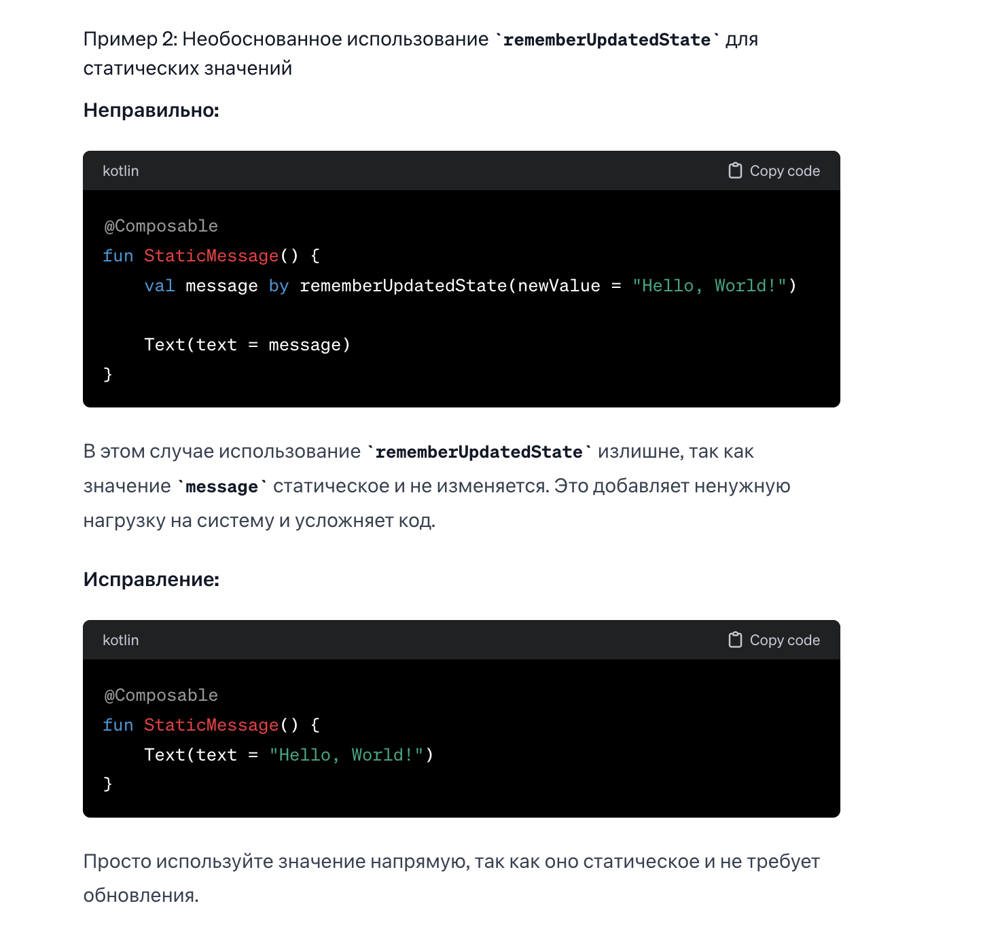 Пример 2: Необоснованное использование `rememberUpdatedState` для
статических значений
Неправильно:
kotlin
Copy code
@Composable
fun StaticMessage() {
    val message by rememberUpdatedState(newValue = "Hello, World!")
    Text(text = message)
}
В этом случае использование `rememberUpdatedState` излишне, так как
значение `message` статическое и не изменяется. Это добавляет ненужную
нагрузку на систему и усложняет код.
Исправление:
kotlin
Copy code
@Composable
fun StaticMessage() {
    Text(text = "Hello, World!")
}
Просто используйте значение напрямую, так как оно статическое и не требует
обновления.